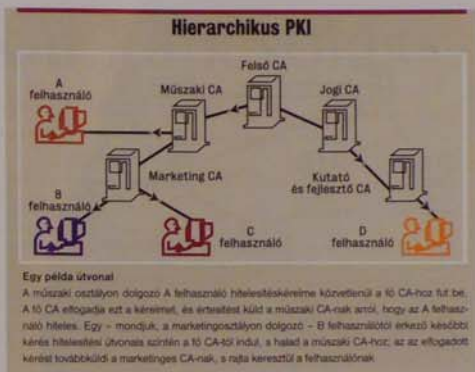 Hierarchikus PKI
Felső CA
A
felhasználó
Műszaki CA
Jogi CA
Marketing CA
Kutató
és fejlesztő CA
B
felhasználó
C
felhasználó
D
felhasználó
Egy példa útvonal
A műszaki osztályon dolgozó A felhasználó hitelesítéskérelme közvetlenül a fő CA-hoz fut be.
A fő CA elfogadja ezt a kérelmet, és értesítést küld a műszaki CA-nak arról, hogy az A felhasz-
náló hiteles. Egy – mondjuk, a marketingosztályon dolgozó – B felhasználótól érkező későbbi
kérés hitelesítési útvonala szintén a fő CA-tól indul, s halad a műszaki CA-hoz; az az elfogadott
kérést továbbküldi a marketinges CA-nak, s rajta keresztül a felhasználónak